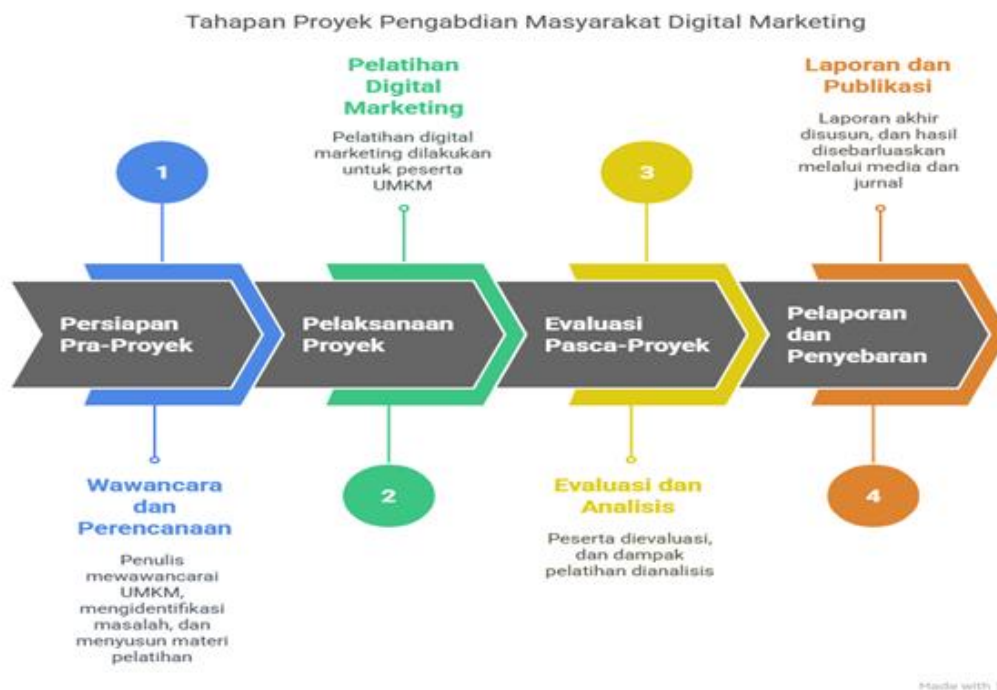 Tahapan Proyek Pengabdian Masyarakat Digital Marketing
1
Persiapan
Pra-Proyek
Wawancara
dan
Perencanaan
Penulis
mewawancarai
UMKM,
mengidentifikasi
masalah, dan
menyusun materi
pelatihan
Pelatihan
Digital
Marketing
Pelatihan digital
marketing dilakukan
untuk peserta
UMKM
Pelaksanaan
Proyek
2
3
Evaluasi
Pasca-Proyek
Evaluasi dan
Analisis
Peserta dievaluasi,
dan dampak
pelatihan dianalisis
Laporan dan
Publikasi
Laporan akhir
disusun, dan hasil
disebarluaskan
melalui media dan
jurnal
Pelaporan
dan
Penyebaran
4
Made with